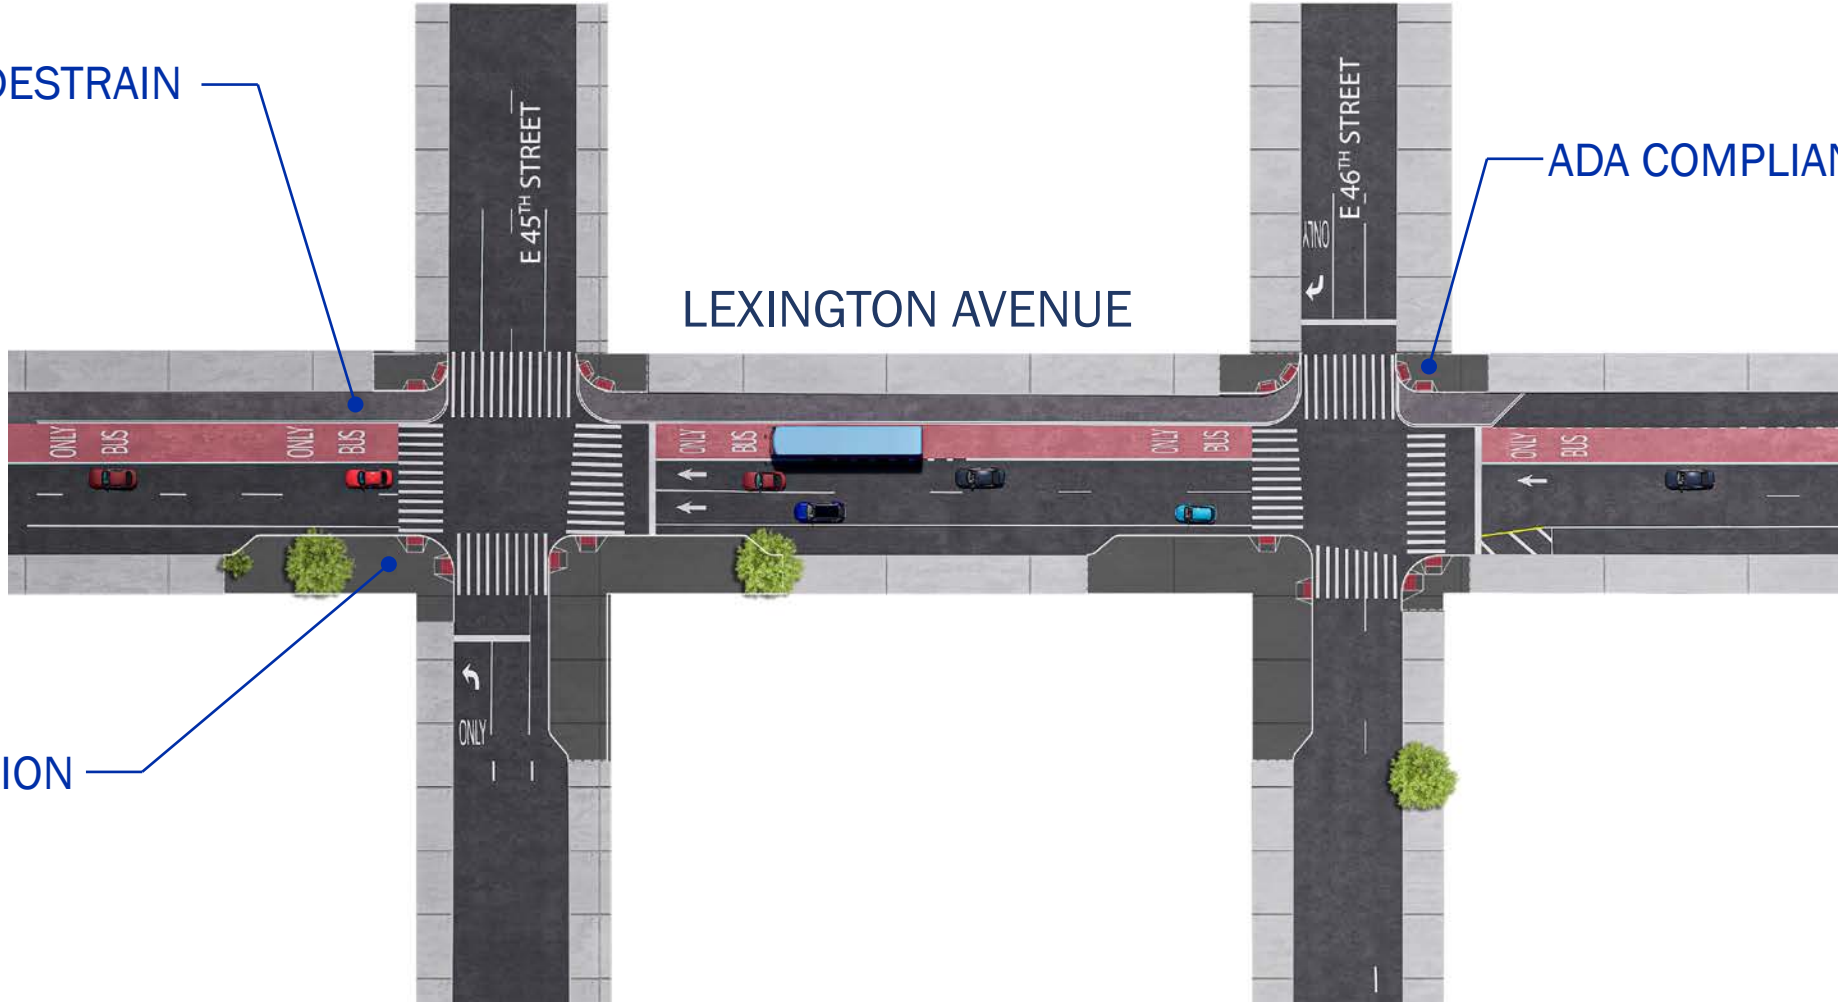 DESTRAIN
E 45TH STREET
E 46TH STREET
ADA COMPLIAN
ONLY
LEXINGTON AVENUE
ONLY
BUS
ONLY
BUS
ONLY
BUS
ONLY
BUS
ONLY
BUS
ONLY
ION